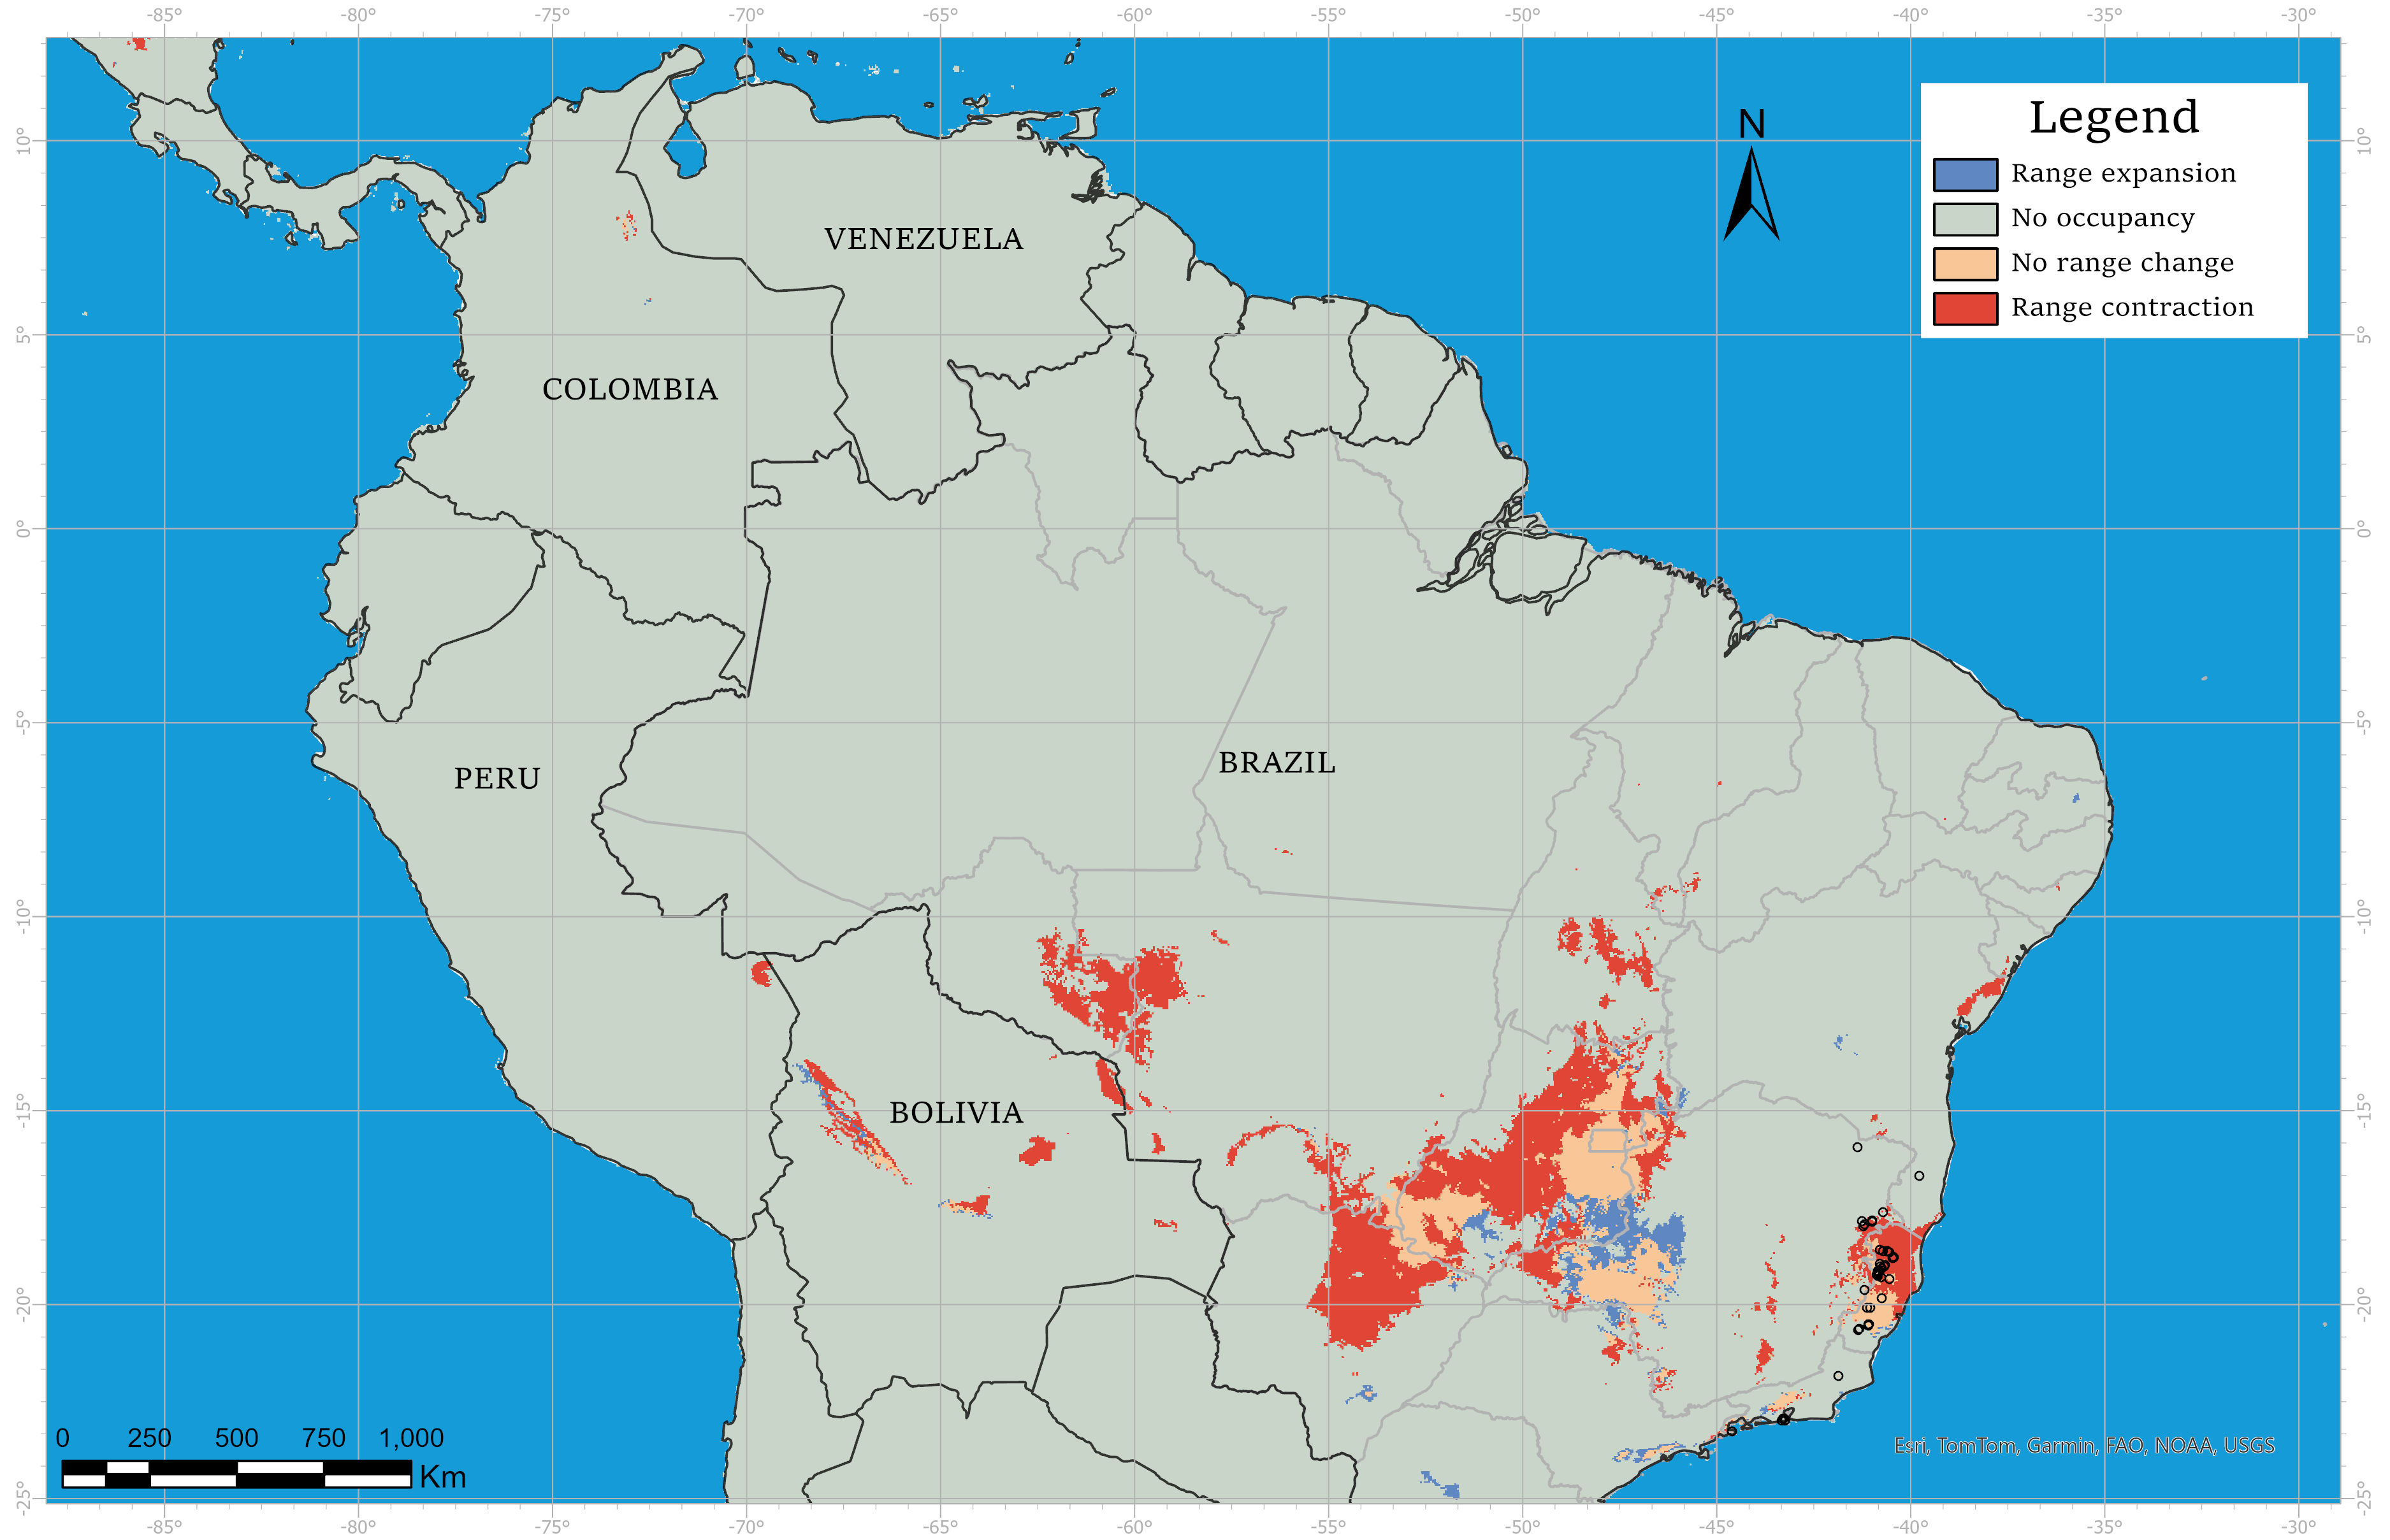 -85° -80° -75° -70° -65° -60° -55° -50° -45° -40° -35° -30°
N
Legend
Range expansion
No occupancy
No range change
Range contraction
10° 10°
VENEZUELA
5° 5°
COLOMBIA
0° 0°
-5° -5°
BRAZIL
PERU
-10° -10°
BOLIVIA
-15° -15°
-20° -20°
0 250 500 750 1,000
Km
Esri, TomTom, Garmin, FAO, NOAA, USGS
-25° -25°
-85° -80° -75° -70° -65° -60° -55° -50° -45° -40° -35° -30°